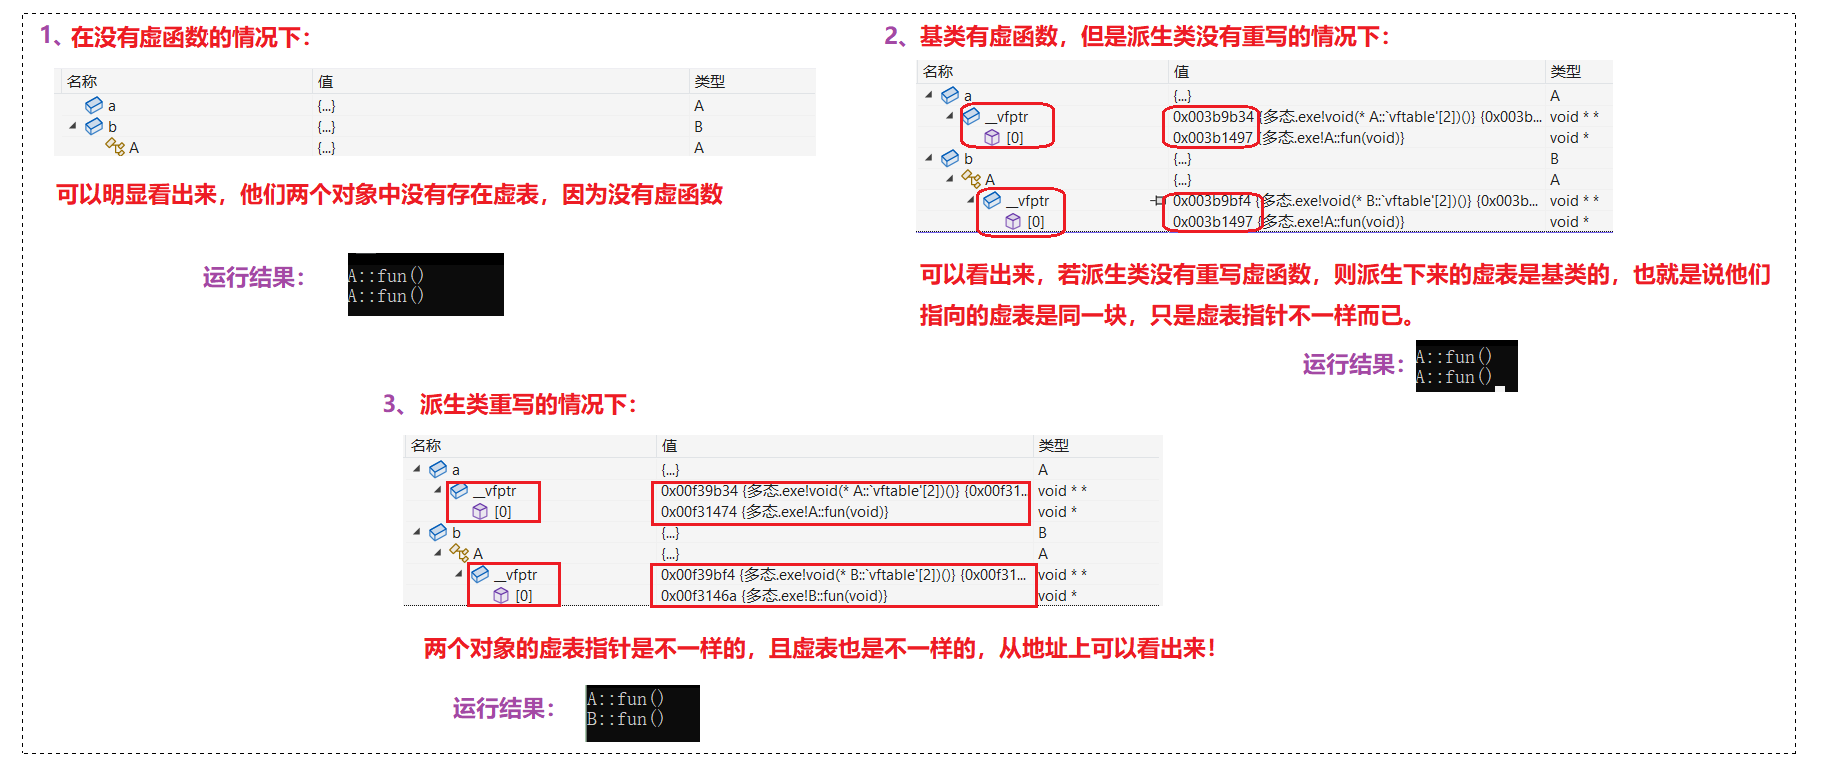 1、在没有虚函数的情况下：
名称 值 类型
a {...} A
b {...} B
A {...} A
可以明显看出来，他们两个对象中没有存在虚表，因为没有虚函数
运行结果：
A::fun()
A::fun()
2、基类有虚函数，但是派生类没有重写的情况下：
名称 值 类型
a {...} A
__vfptr 0x003b9b34 {多态.exe!void(* A::`vftable'[2])()} {0x003b... void * *
[0] 0x003b1497 {多态.exe!A::fun(void)} void *
b {...} B
A {...} A
__vfptr 0x003b9bf4 {多态.exe!void(* B::`vftable'[2])()} {0x003b... void * *
[0] 0x003b1497 {多态.exe!A::fun(void)} void *
可以看出来，若派生类没有重写虚函数，则派生下来的虚表是基类的，也就是说他们
指向的虚表是同一块，只是虚表指针不一样而已。
运行结果：
A::fun()
A::fun()
3、派生类重写的情况下：
名称 值 类型
a {...} A
__vfptr 0x00f39b34 {多态.exe!void(* A::`vftable'[2])()} {0x00f31... void * *
[0] 0x00f31474 {多态.exe!A::fun(void)} void *
b {...} B
A {...} A
__vfptr 0x00f39bf4 {多态.exe!void(* B::`vftable'[2])()} {0x00f31... void * *
[0] 0x00f3146a {多态.exe!B::fun(void)} void *
两个对象的虚表指针是不一样的，且虚表也是不一样的，从地址上可以看出来！
运行结果：
A::fun()
B::fun()